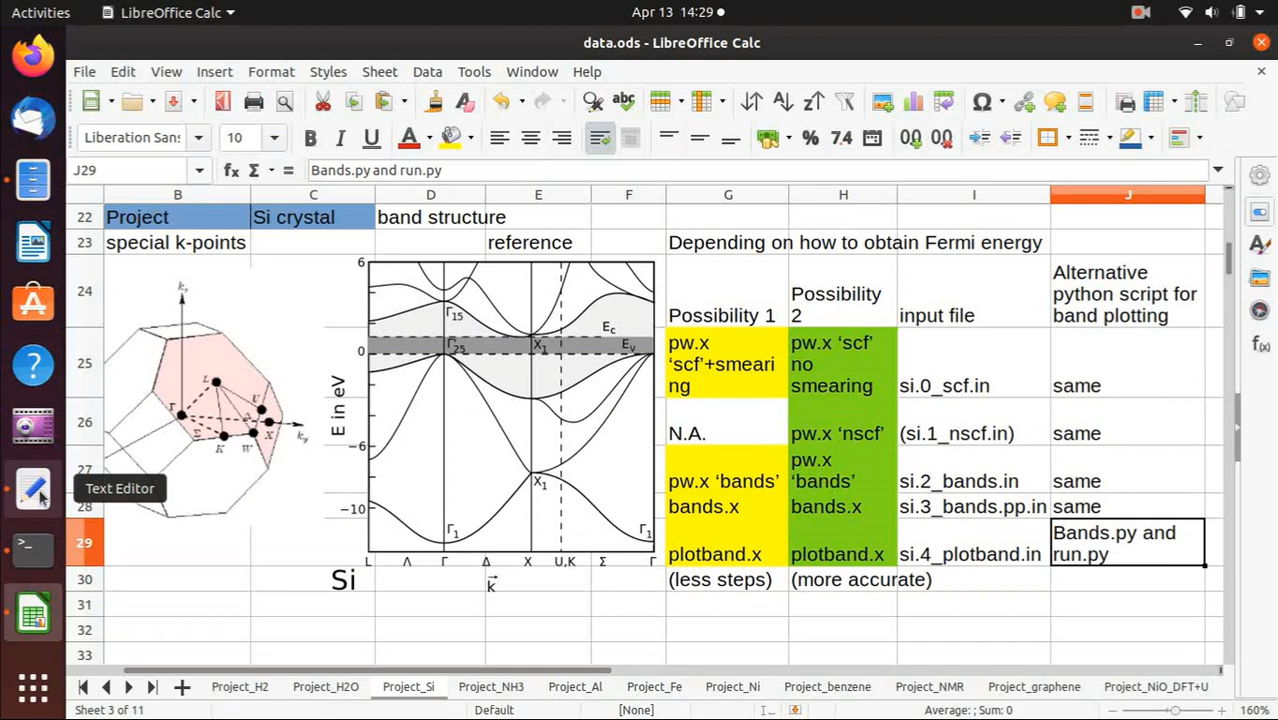 Activities
LibreOffice Calc
Apr 13 14:29
data.ods - LibreOffice Calc
File Edit View Insert Format Styles Sheet Data Tools Window Help
Liberation Sans
10
J29
Bands.py and run.py
B C D E F G H I J
22 Project Si crystal band structure
23 special k-points reference Depending on how to obtain Fermi energy
24 Possibility 1 Possibility 2 input file Alternative python script for band plotting
25 pw.x ‘scf’+smearing pw.x ‘scf’ no smearing si.0_scf.in same
26 N.A. pw.x ‘nscf’ (si.1_nscf.in) same
27 pw.x ‘bands’ pw.x ‘bands’ si.2_bands.in same
28 bands.x bands.x si.3_bands.pp.in same
29 plotband.x plotband.x si.4_plotband.in Bands.py and run.py
30 (less steps) (more accurate)
31
32
33
kz
ky
L
Γ
U
X
K
W
Σ
E in eV
6
0
−6
−10
Γ15
Γ'25
X1
Ec
Ev
X1
Γ1
Γ1
L Λ Γ Δ X U,K Σ Γ
Si
k
Text Editor
Project_H2 Project_H2O Project_Si Project_NH3 Project_Al Project_Fe Project_Ni Project_benzene Project_NMR Project_graphene Project_NiO_DFT+U
Sheet 3 of 11
Default
[None]
Average: ; Sum: 0
160%